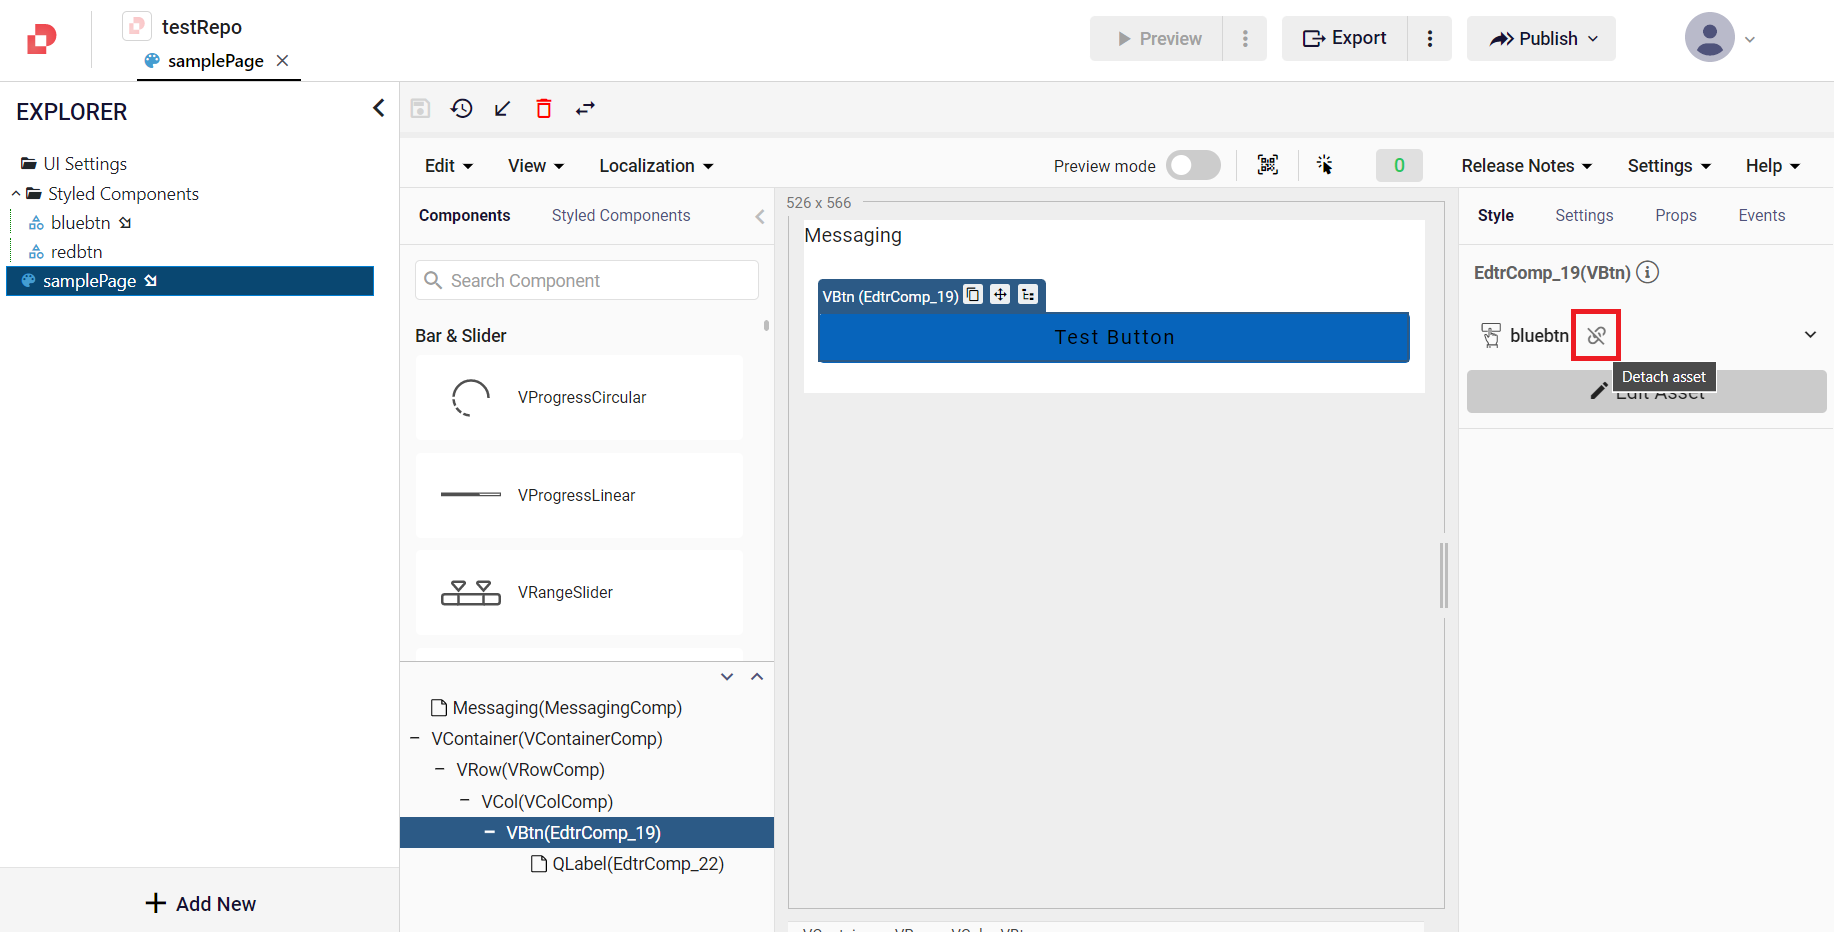 testRepo
samplePage
Preview
Export
Publish
EXPLORER
UI Settings
Styled Components
bluebtn
redbtn
samplePage
Add New
Edit
View
Localization
Preview mode
0
Release Notes
Settings
Help
Components
Styled Components
Search Component
Bar & Slider
VProgressCircular
VProgressLinear
VRangeSlider
Messaging(MessagingComp)
VContainer(VContainerComp)
VRow(VRowComp)
VCol(VColComp)
VBtn(EdtrComp_19)
QLabel(EdtrComp_22)
526 x 566
Messaging
VBtn (EdtrComp_19)
Test Button
Style
Settings
Props
Events
EdtrComp_19(VBtn)
bluebtn
Detach asset
Edit Asset